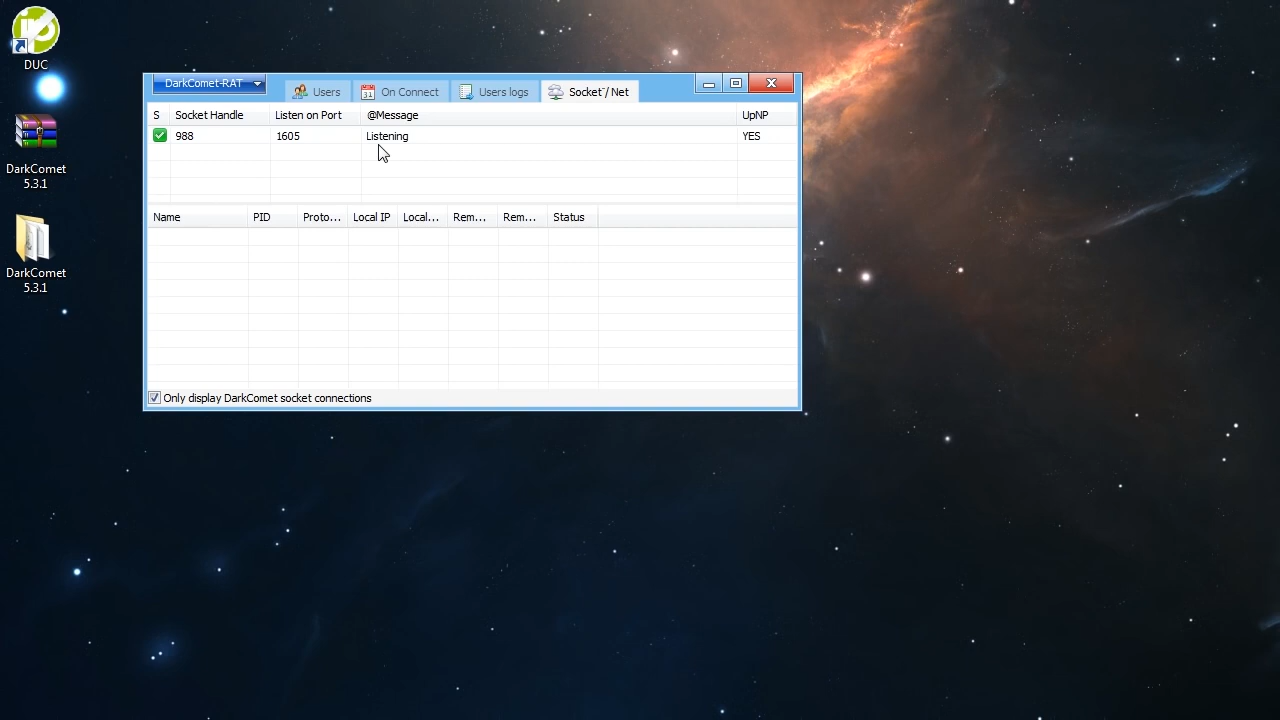 DUC
DarkComet
5.3.1
DarkComet
5.3.1
DarkComet-RAT
Users
31 On Connect
Users logs
Socket / Net
S Socket Handle Listen on Port @Message UpNP
988 1605 Listening YES
Name PID Proto... Local IP Local... Rem... Rem... Status
Only display DarkComet socket connections